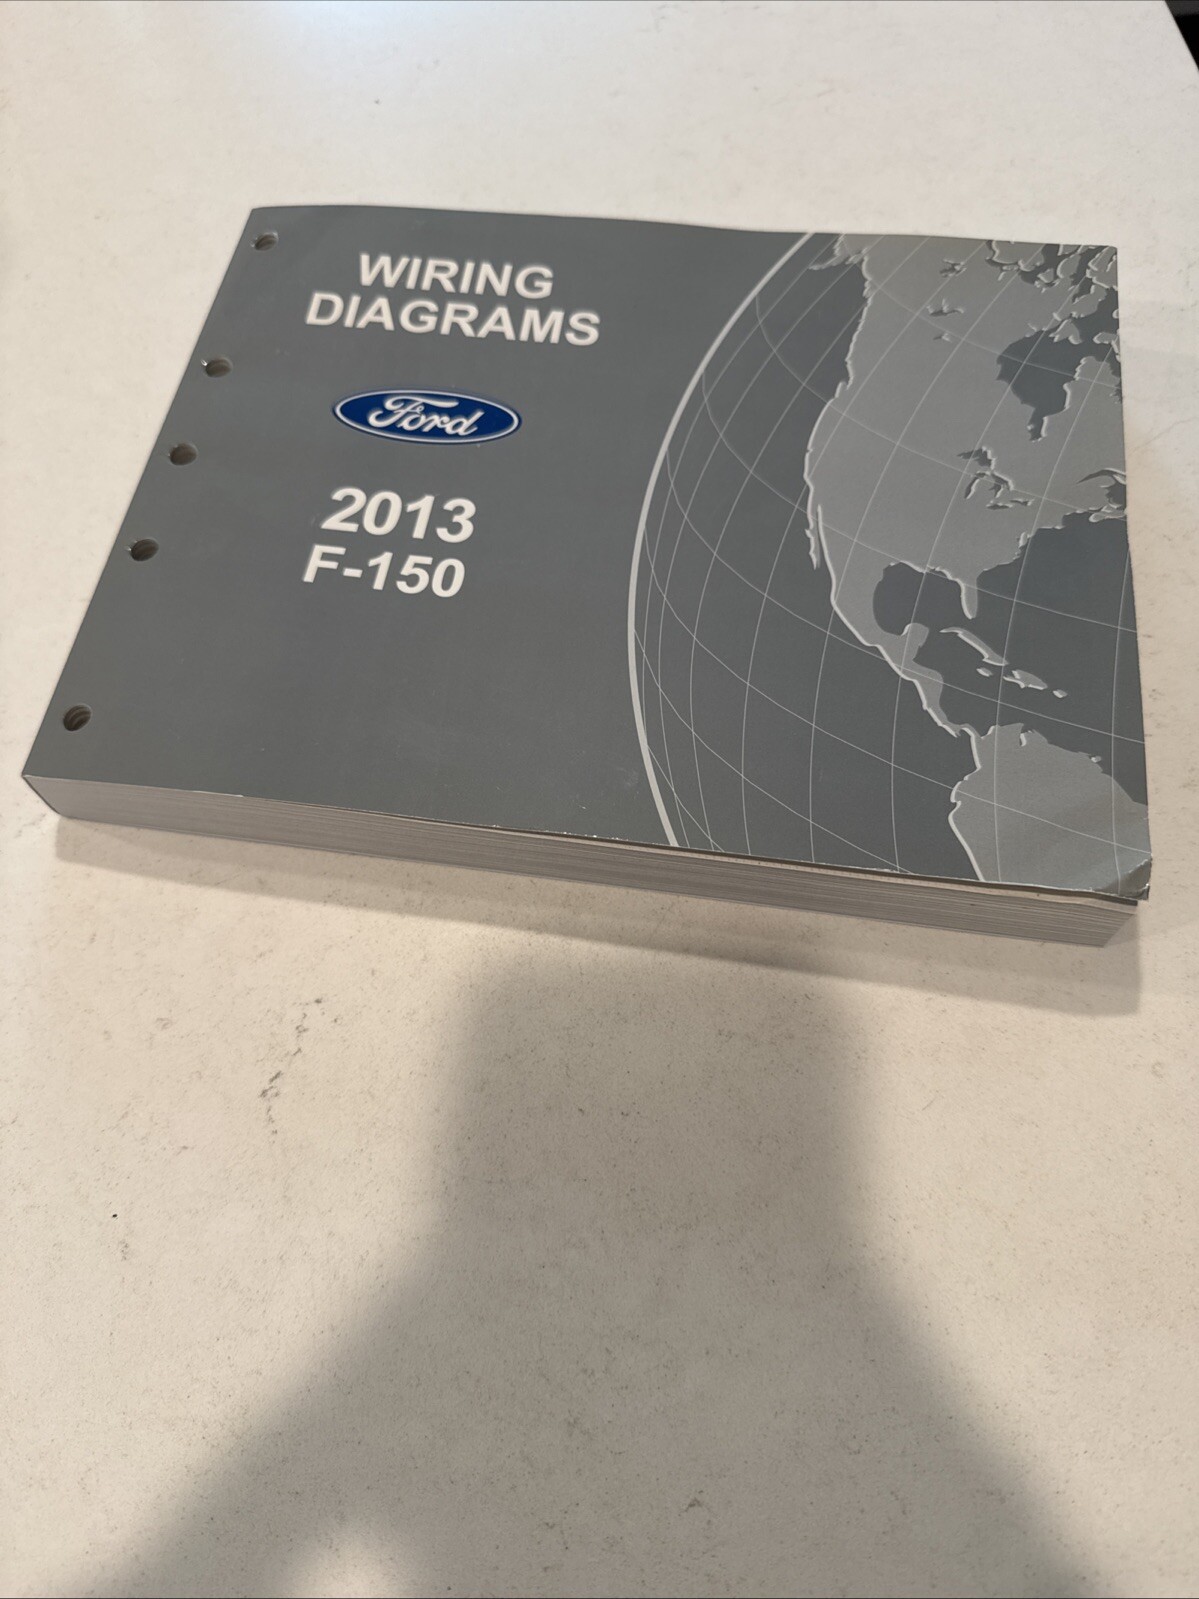 WIRING
DIAGRAMS
Ford
2013
F-150